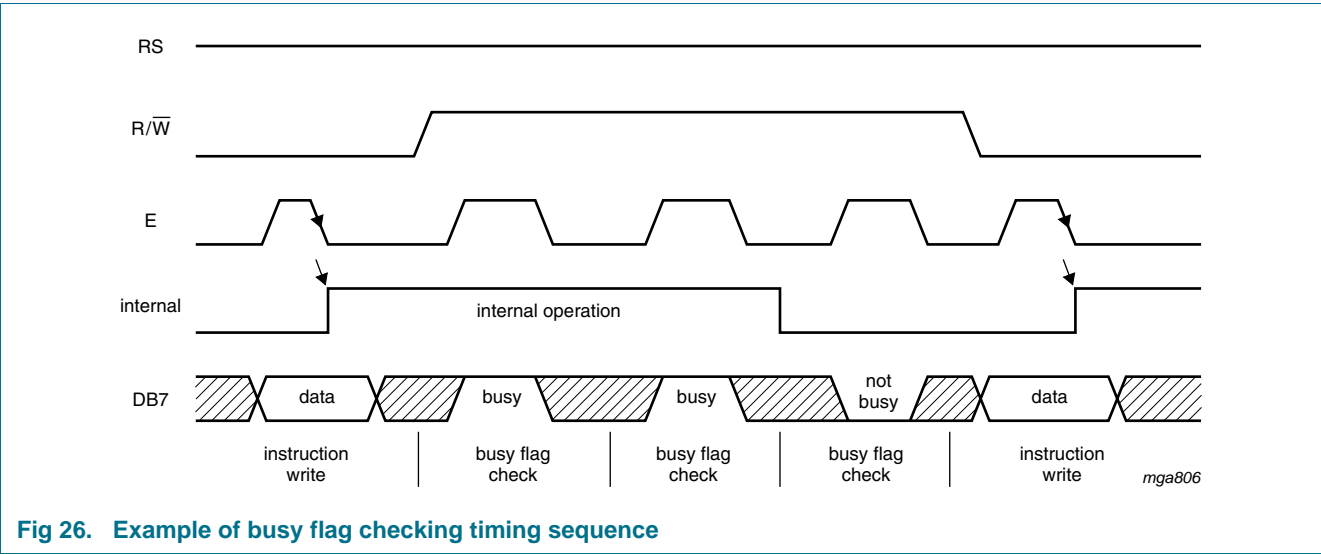 RS
R/W̅
E
internal
internal operation
DB7
data
busy
busy
not
busy
data
instruction
write
busy flag
check
busy flag
check
busy flag
check
instruction
write
mga806
Fig 26. Example of busy flag checking timing sequence